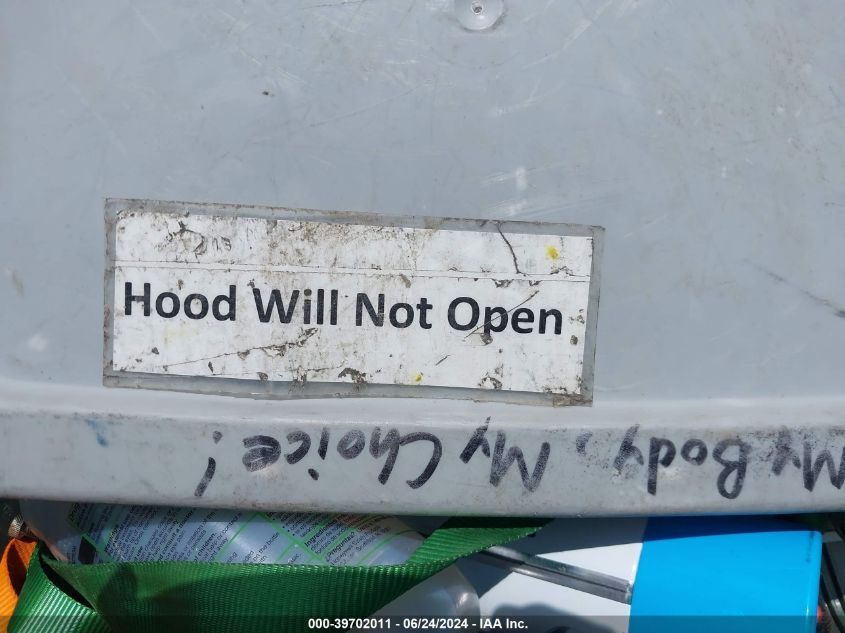 Hood Will Not Open
My Body, My Choice!
000-39702011 - 06/24/2024 - IAA Inc.